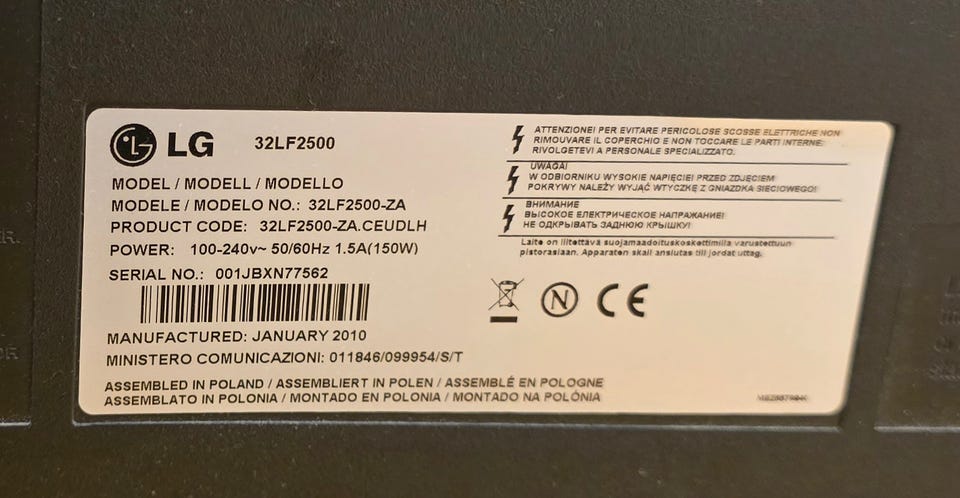 LG 32LF2500
MODEL / MODELL / MODELLO
MODELE / MODELO NO.: 32LF2500-ZA
PRODUCT CODE: 32LF2500-ZA.CEUDLH
POWER: 100-240v~ 50/60Hz 1.5A(150W)
SERIAL NO.: 001JBXN77562
MANUFACTURED: JANUARY 2010
MINISTERO COMUNICAZIONI: 011846/099954/S/T
ASSEMBLED IN POLAND / ASSEMBLIERT IN POLEN / ASSEMBLÉ EN POLOGNE
ASSEMBLATO IN POLONIA / MONTADO EN POLONIA / MONTADO NA POLÓNIA
ATTENZIONE! PER EVITARE PERICOLOSE SCOSSE ELETTRICHE NON
RIMOUVRE IL COPERCHIO E NON TOCCARE LE PARTI INTERNE:
RIVOLGETEVI A PERSONALE SPECIALIZZATO.
UWAGA!
W ODBIORNIKU WYSOKIE NAPIĘCIE! PRZED ZDJĘCIEM
POKRYWY NALEŻY WYJĄĆ WTYCZKĘ Z GNIAZDKA SIECIOWEGO!
ВНИМАНИЕ
ВЫСОКОЕ ЕЛЕКТРИЧЕСКОЕ НАПРАЖАНИЕ!
НЕ ОДКРЫВАТЬ ЗАДНЮЮ КРЫШКУ!
Laite on liitettävä suojamaadoituskoskettimilla varustettuun
pistorasiaan. Apparaten skall anslutas till jordat uttag.
N
CE